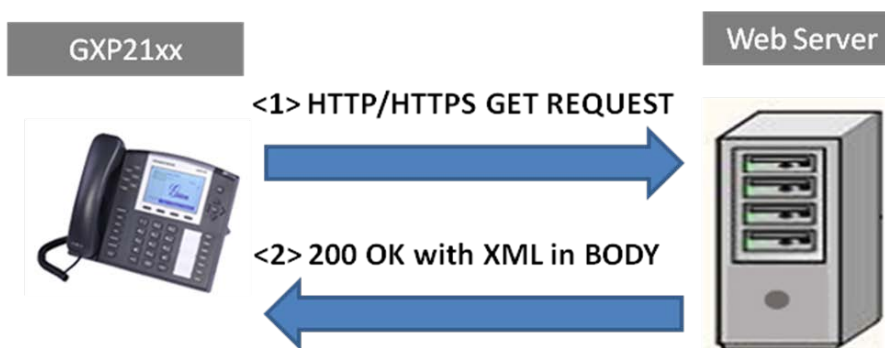 GXP21xx
Web Server
<1> HTTP/HTTPS GET REQUEST
<2> 200 OK with XML in BODY